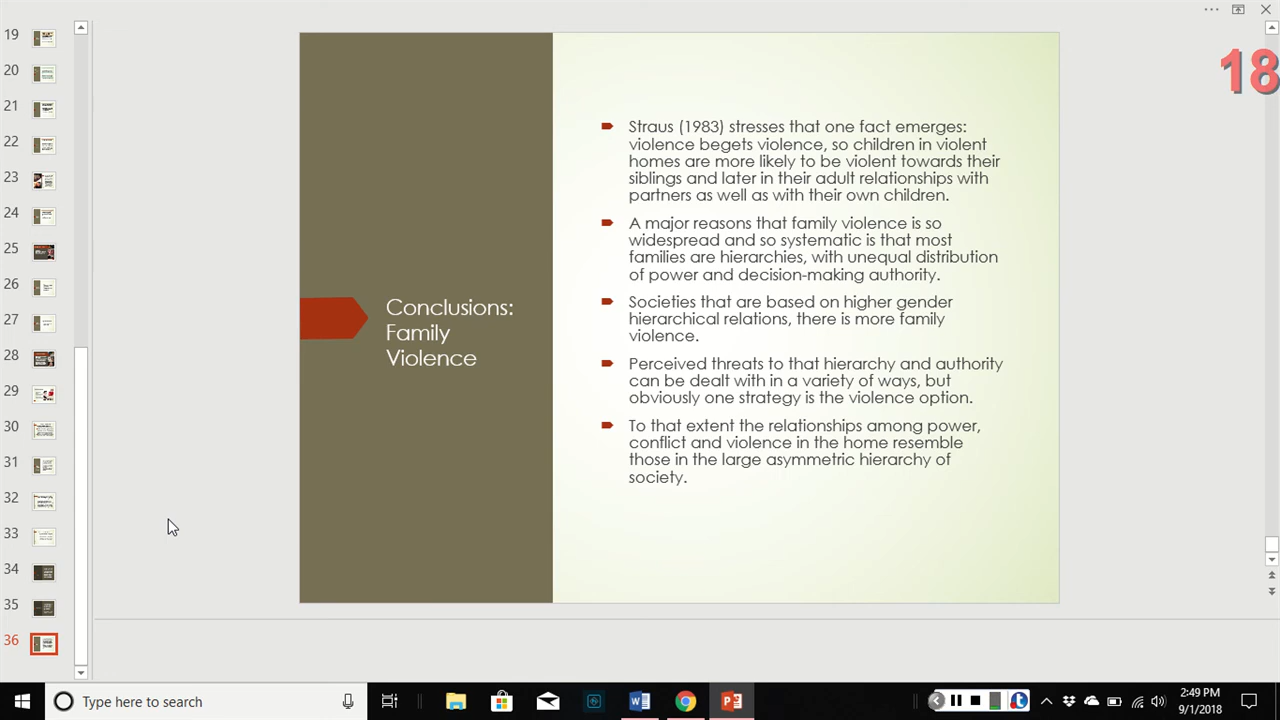 19
20
21
22
23
24
25
26
27
28
29
30
31
32
33
34
35
36
18
Conclusions:
Family
Violence
Straus (1983) stresses that one fact emerges:
violence begets violence, so children in violent
homes are more likely to be violent towards their
siblings and later in their adult relationships with
partners as well as with their own children.
A major reasons that family violence is so
widespread and so systematic is that most
families are hierarchies, with unequal distribution
of power and decision-making authority.
Societies that are based on higher gender
hierarchical relations, there is more family
violence.
Perceived threats to that hierarchy and authority
can be dealt with in a variety of ways, but
obviously one strategy is the violence option.
To that extent the relationships among power,
conflict and violence in the home resemble
those in the large asymmetric hierarchy of
society.
Type here to search
2:49 PM
9/1/2018